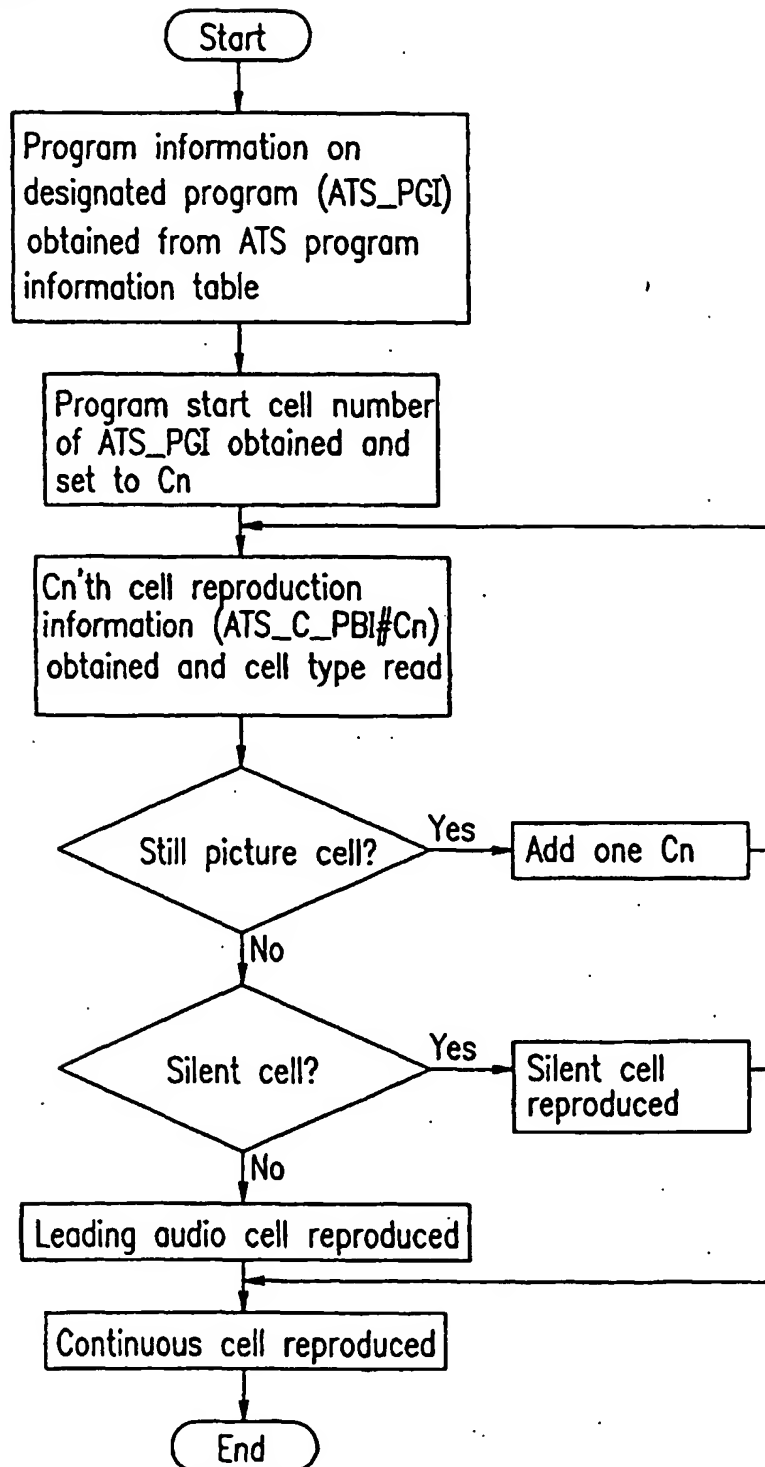 Start
Program information on
designated program (ATS_PGI)
obtained from ATS program
information table
Program start cell number
of ATS_PGI obtained and
set to Cn
Cn'th cell reproduction
information (ATS_C_PBI#Cn)
obtained and cell type read
Still picture cell?
Yes
Add one Cn
No
Silent cell?
Yes
Silent cell
reproduced
No
Leading audio cell reproduced
Continuous cell reproduced
End